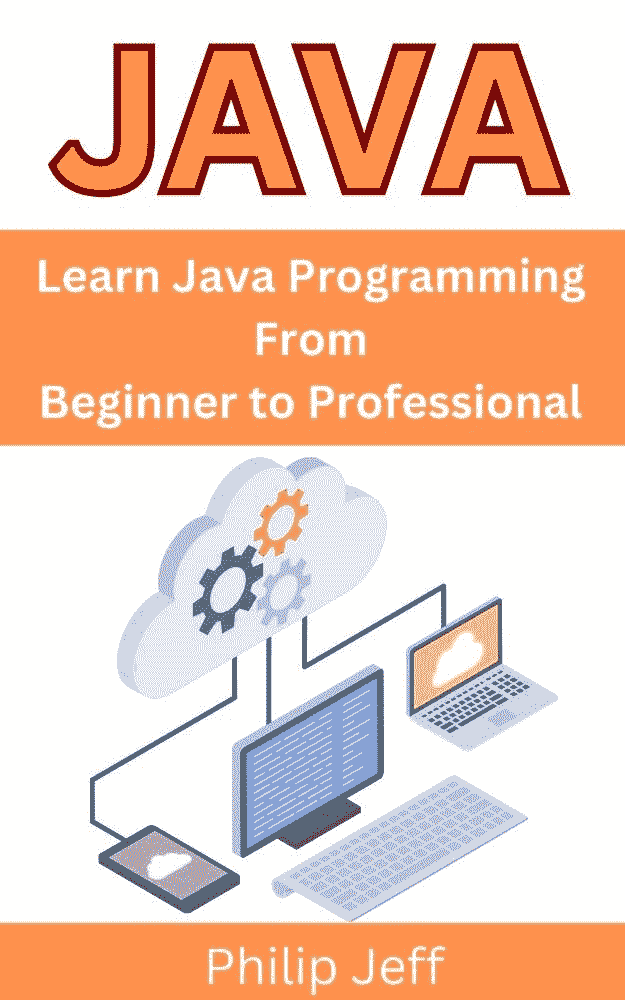 JAVA
Learn Java Programming
From
Beginner to Professional
Philip Jeff